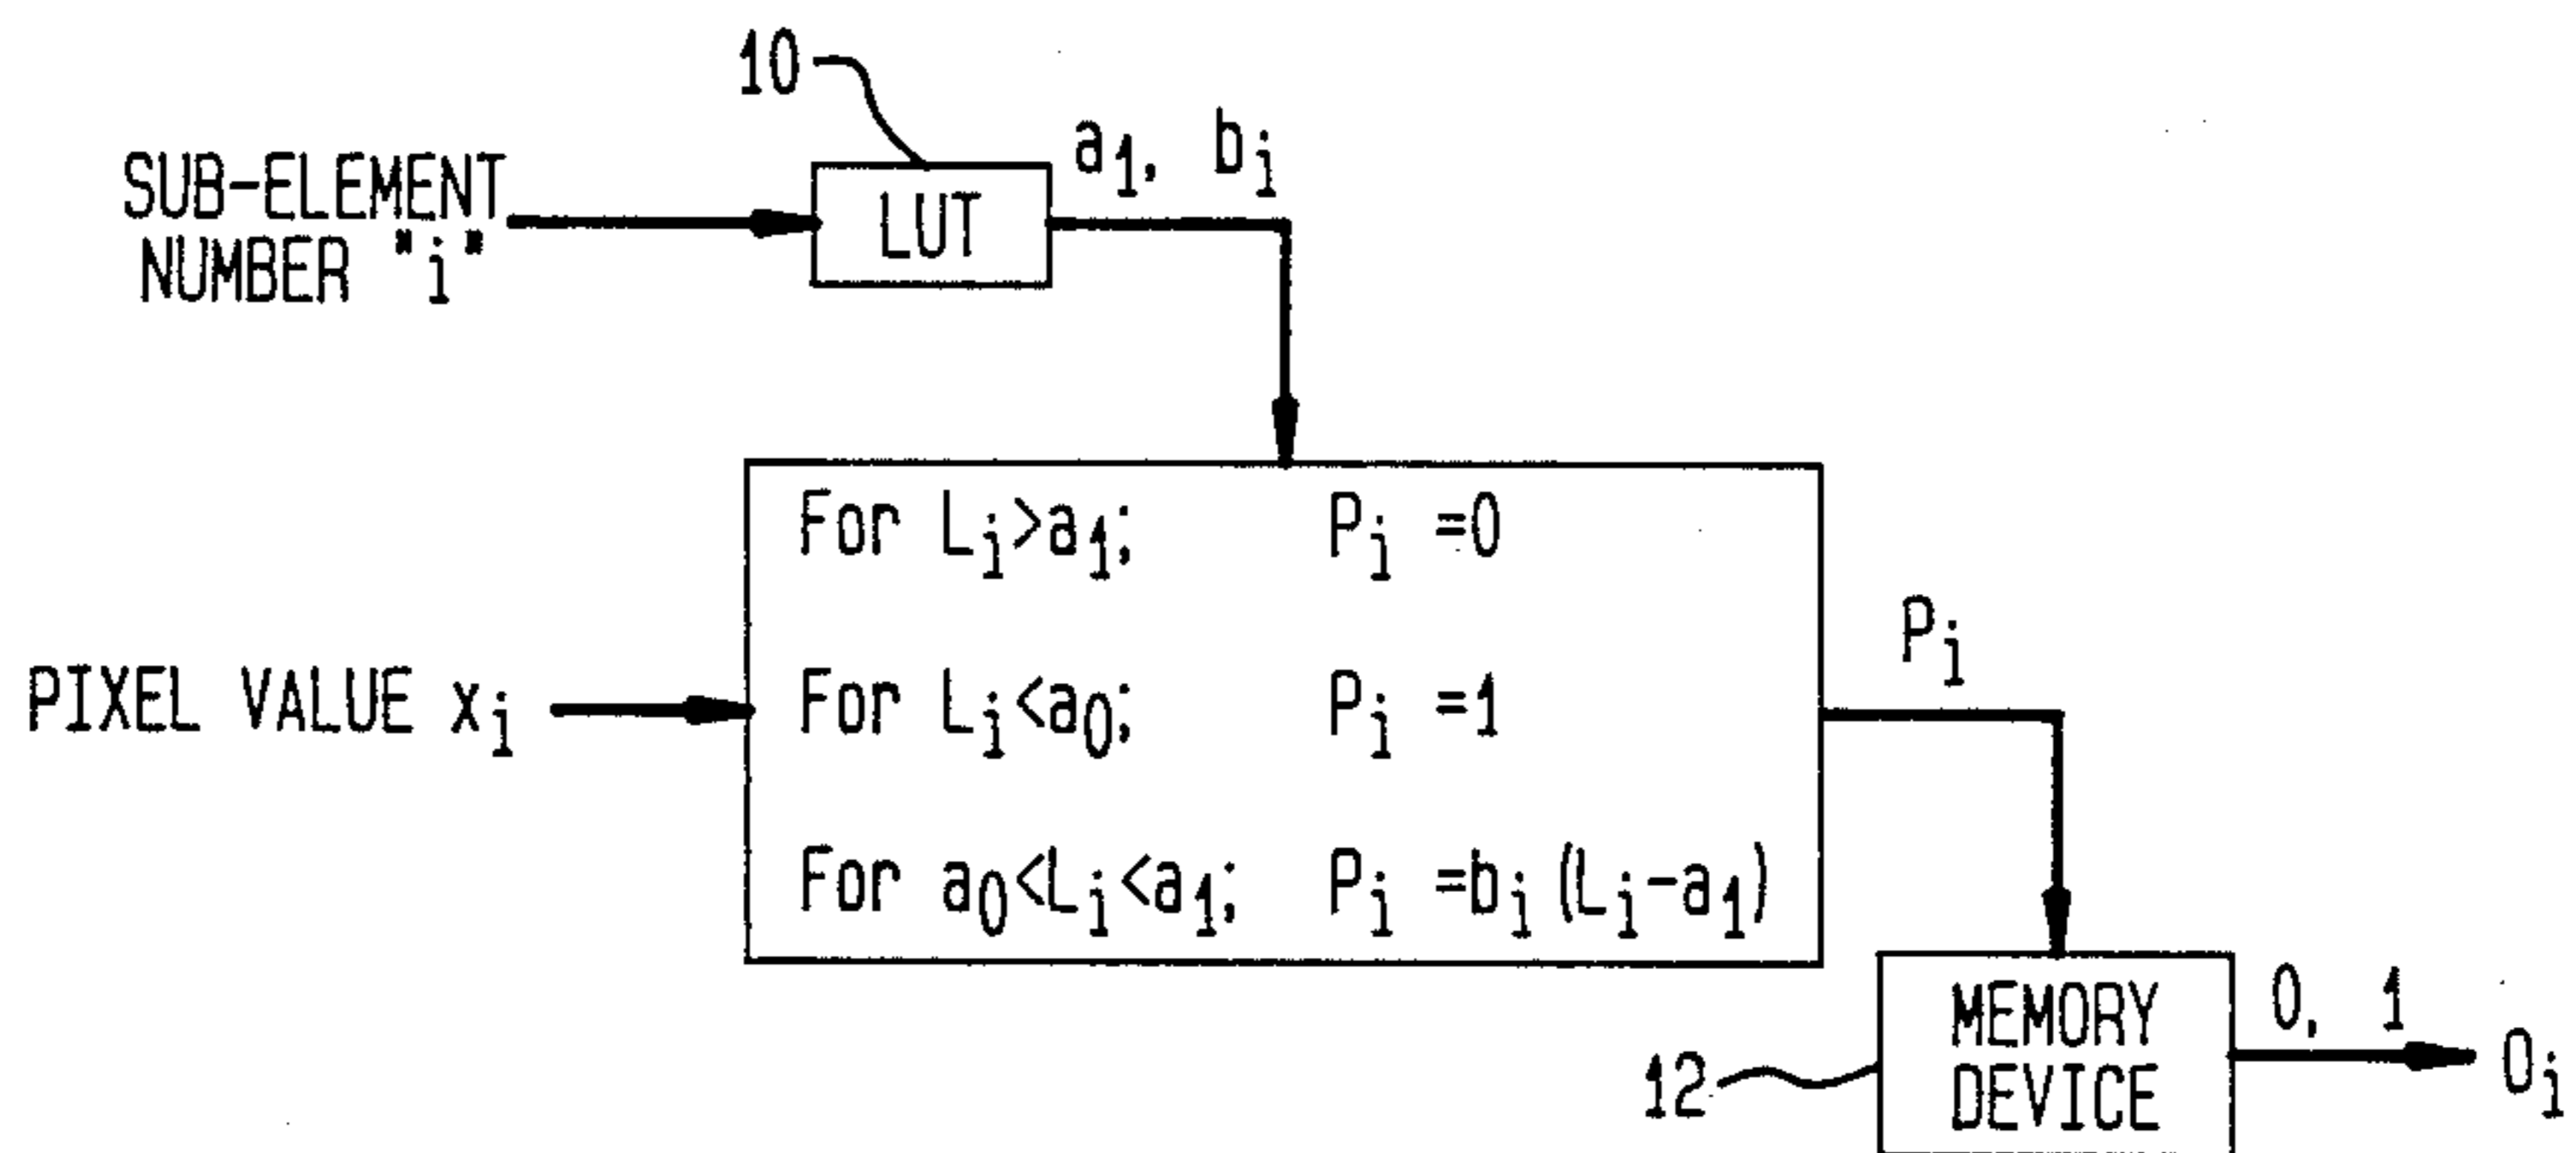 10
a₁, bᵢ
SUB-ELEMENT
NUMBER "i"
LUT
For Lᵢ>a₁; Pᵢ =0
For Lᵢ<a₀; Pᵢ =1
For a₀<Lᵢ<a₁; Pᵢ =bᵢ (Lᵢ-a₁)
PIXEL VALUE xᵢ
Pᵢ
MEMORY
DEVICE
12
0, 1
Oᵢ